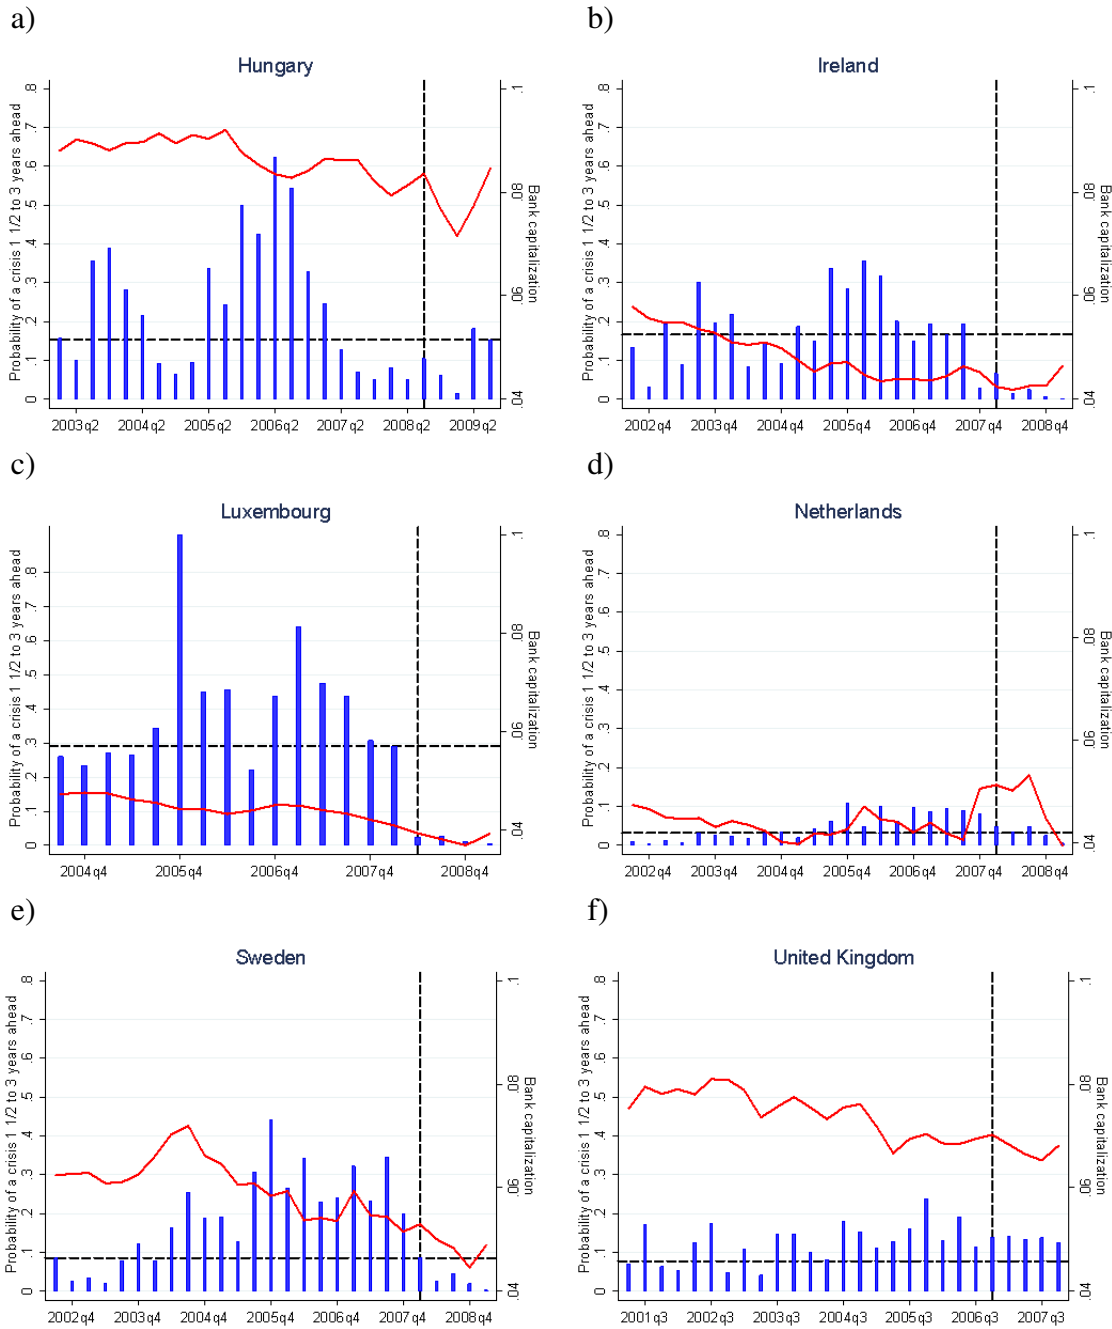 a)
Hungary
Probability of a crisis 1 1/2 to 3 years ahead
0 .1 .2 .3 .4 .5 .6 .7 .8
Bank capitalization
.04 .06 .08 .1
2003q2 2004q2 2005q2 2006q2 2007q2 2008q2 2009q2
b)
Ireland
Probability of a crisis 1 1/2 to 3 years ahead
0 .1 .2 .3 .4 .5 .6 .7 .8
Bank capitalization
.04 .06 .08 .1
2002q4 2003q4 2004q4 2005q4 2006q4 2007q4 2008q4
c)
Luxembourg
Probability of a crisis 1 1/2 to 3 years ahead
0 .1 .2 .3 .4 .5 .6 .7 .8
Bank capitalization
.04 .06 .08 .1
2004q4 2005q4 2006q4 2007q4 2008q4
d)
Netherlands
Probability of a crisis 1 1/2 to 3 years ahead
0 .1 .2 .3 .4 .5 .6 .7 .8
Bank capitalization
.04 .06 .08 .1
2002q4 2003q4 2004q4 2005q4 2006q4 2007q4 2008q4
e)
Sweden
Probability of a crisis 1 1/2 to 3 years ahead
0 .1 .2 .3 .4 .5 .6 .7 .8
Bank capitalization
.04 .06 .08 .1
2002q4 2003q4 2004q4 2005q4 2006q4 2007q4 2008q4
f)
United Kingdom
Probability of a crisis 1 1/2 to 3 years ahead
0 .1 .2 .3 .4 .5 .6 .7 .8
Bank capitalization
.04 .06 .08 .1
2001q3 2002q3 2003q3 2004q3 2005q3 2006q3 2007q3